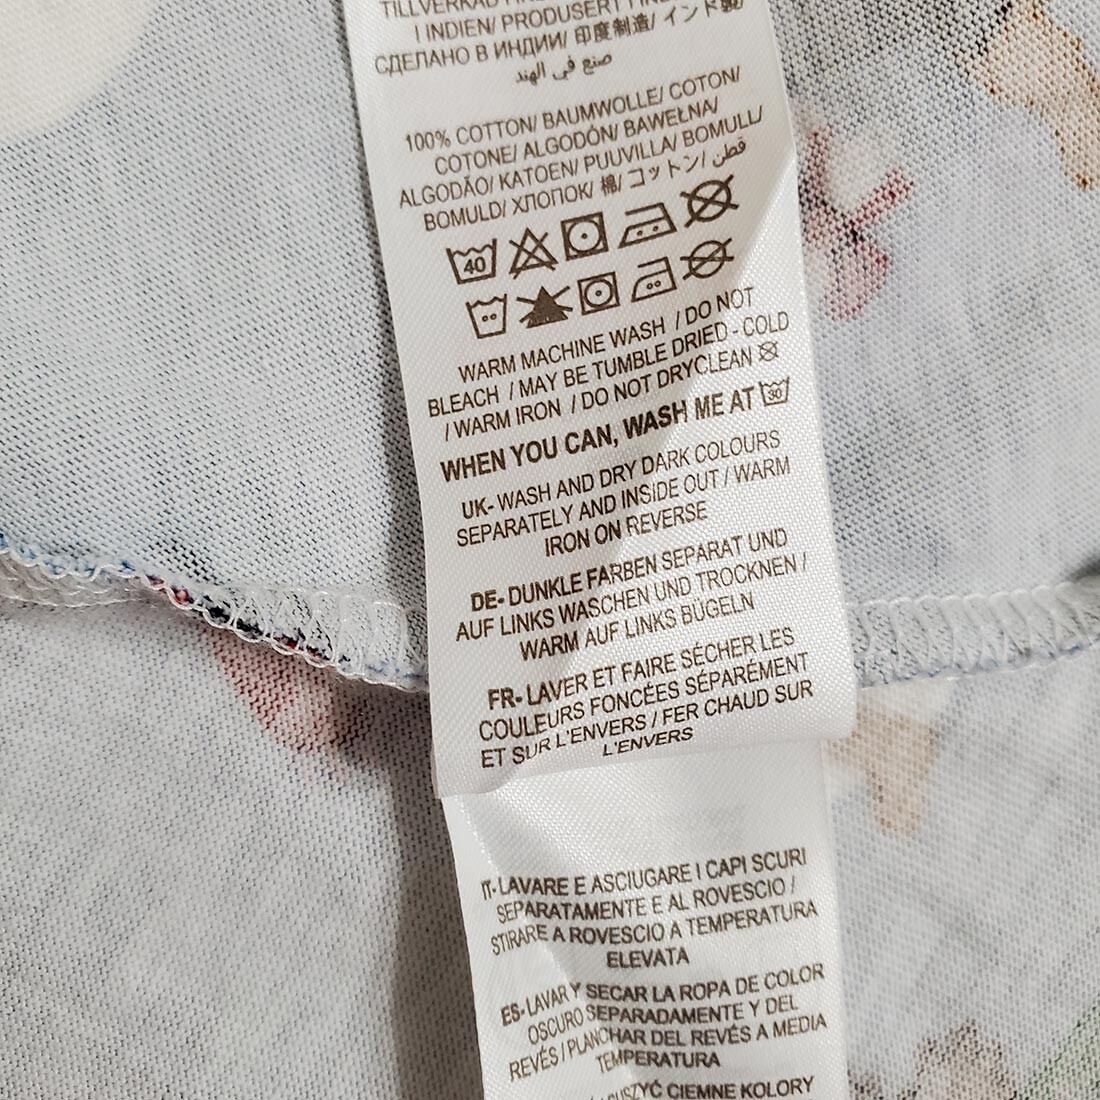 TILLVERKAD I
I INDIEN/ PRODUSERT I
СДЕЛАНО В ИНДИИ/ 印度制造/ インド製/
صنع في الهند
100% COTTON/ BAUMWOLLE/ COTON/
COTONE/ ALGODÓN/ BAWEŁNA/
ALGODÃO/ KATOEN/ PUUVILLA/ BOMULL/
BOMULD/ ХЛОПОК/ 棉/ コットン/ قطن
40
WARM MACHINE WASH / DO NOT
BLEACH / MAY BE TUMBLE DRIED - COLD
/ WARM IRON / DO NOT DRYCLEAN
WHEN YOU CAN, WASH ME AT 30
UK- WASH AND DRY DARK COLOURS
SEPARATELY AND INSIDE OUT / WARM
IRON ON REVERSE
DE- DUNKLE FARBEN SEPARAT UND
AUF LINKS WASCHEN UND TROCKNEN /
WARM AUF LINKS BÜGELN
FR- LAVER ET FAIRE SÉCHER LES
COULEURS FONCÉES SÉPARÉMENT
ET SUR L'ENVERS / FER CHAUD SUR
L'ENVERS
IT- LAVARE E ASCIUGARE I CAPI SCURI
SEPARATAMENTE E AL ROVESCIO /
STIRARE A ROVESCIO A TEMPERATURA
ELEVATA
ES- LAVAR Y SECAR LA ROPA DE COLOR
OSCURO SEPARADAMENTE Y DEL
REVÉS / PLANCHAR DEL REVÉS A MEDIA
TEMPERATURA
CIEMNE KOLORY